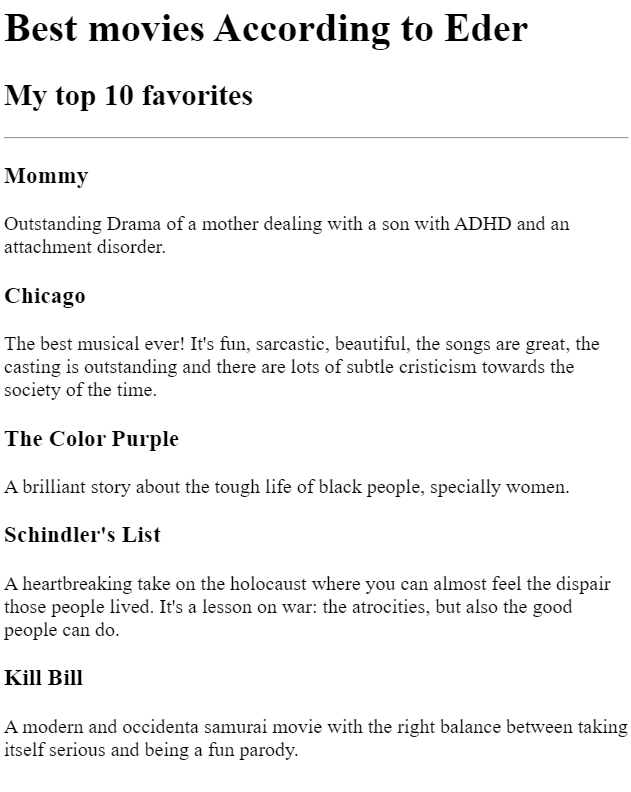 Best movies According to Eder
My top 10 favorites
Mommy
Outstanding Drama of a mother dealing with a son with ADHD and an
attachment disorder.
Chicago
The best musical ever! It's fun, sarcastic, beautiful, the songs are great, the
casting is outstanding and there are lots of subtle cristicism towards the
society of the time.
The Color Purple
A brilliant story about the tough life of black people, specially women.
Schindler's List
A heartbreaking take on the holocaust where you can almost feel the dispair
those people lived. It's a lesson on war: the atrocities, but also the good
people can do.
Kill Bill
A modern and occidenta samurai movie with the right balance between taking
itself serious and being a fun parody.